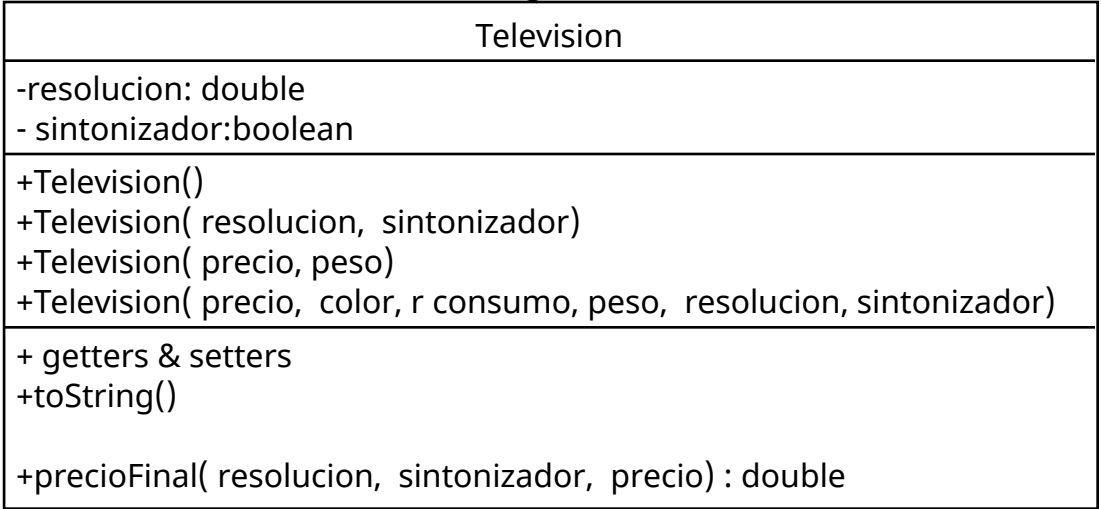 Television
-resolucion: double
- sintonizador:boolean
+Television()
+Television( resolucion,  sintonizador)
+Television( precio, peso)
+Television( precio,  color, r consumo, peso,  resolucion, sintonizador)
+ getters & setters
+toString()
+precioFinal( resolucion,  sintonizador,  precio) : double